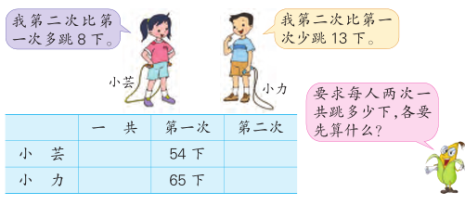 我第二次比第
一次多跳8下。
我第二次比第一
次少跳13下。
小芸
小力
要求每人两次一
共跳多少下,各要
先算什么?
一 共 第一次 第二次
小 芸 54下
小 力 65下